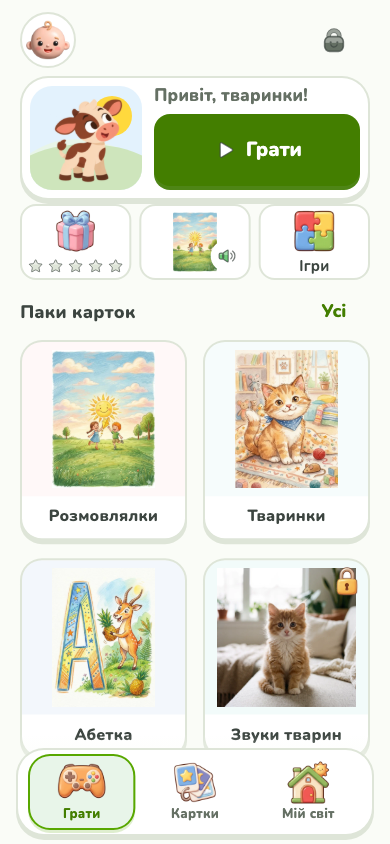 Привіт, тваринки!
Грати
Ігри
Паки карток
Усі
Розмовлялки
Тваринки
А
Абетка
Звуки тварин
Грати
Картки
Мій світ